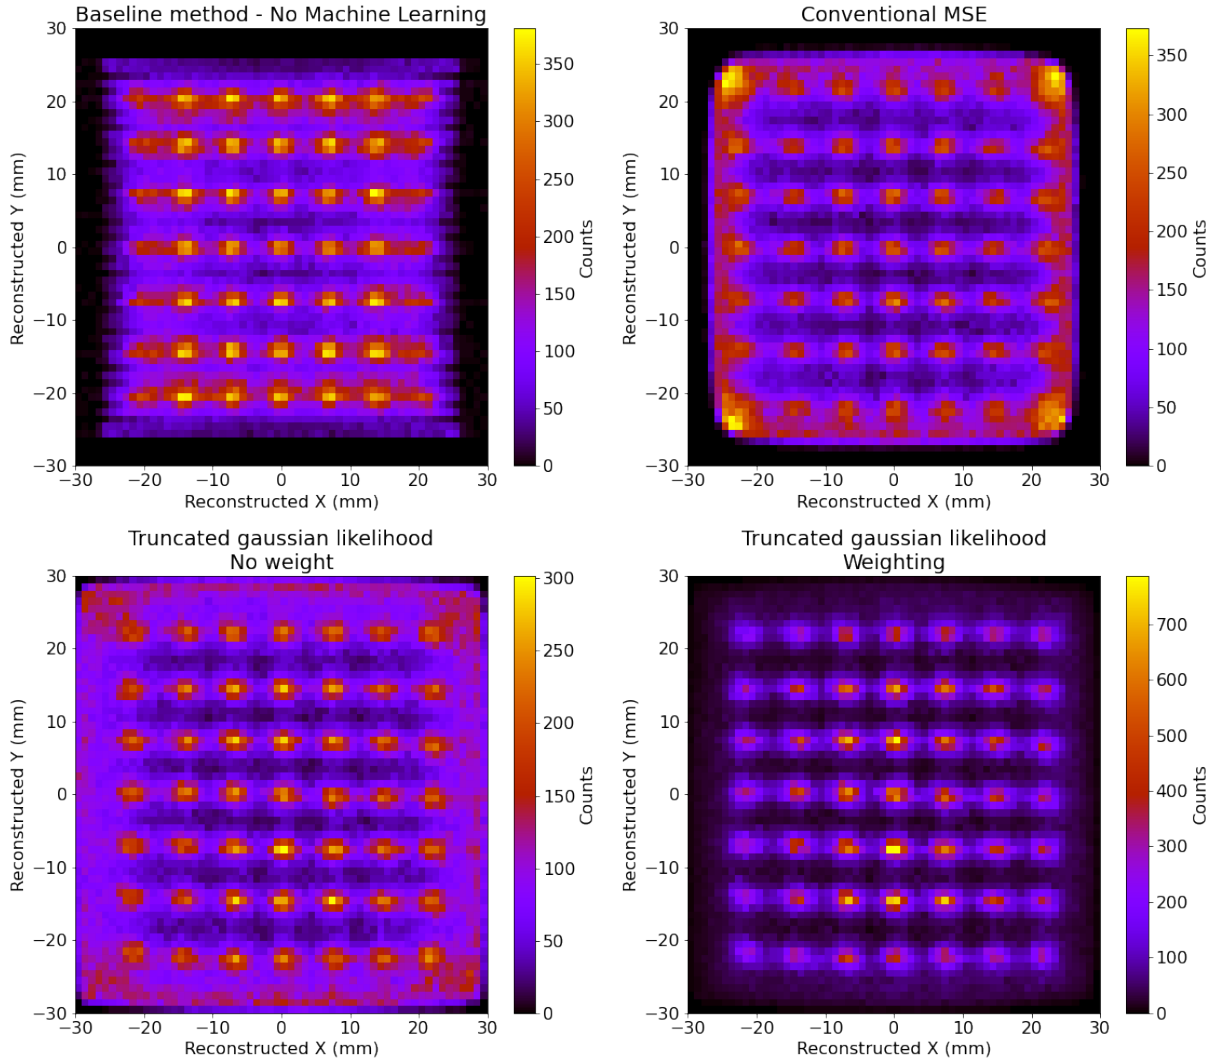 Baseline method - No Machine Learning
30
20
10
0
−10
−20
−30
Reconstructed Y (mm)
−30 −20 −10 0 10 20 30
Reconstructed X (mm)
350
300
250
200
150
100
50
0
Counts
Conventional MSE
30
20
10
0
−10
−20
−30
Reconstructed Y (mm)
−30 −20 −10 0 10 20 30
Reconstructed X (mm)
350
300
250
200
150
100
50
0
Counts
Truncated gaussian likelihood
No weight
30
20
10
0
−10
−20
−30
Reconstructed Y (mm)
−30 −20 −10 0 10 20 30
Reconstructed X (mm)
300
250
200
150
100
50
0
Counts
Truncated gaussian likelihood
Weighting
30
20
10
0
−10
−20
−30
Reconstructed Y (mm)
−30 −20 −10 0 10 20 30
Reconstructed X (mm)
700
600
500
400
300
200
100
0
Counts